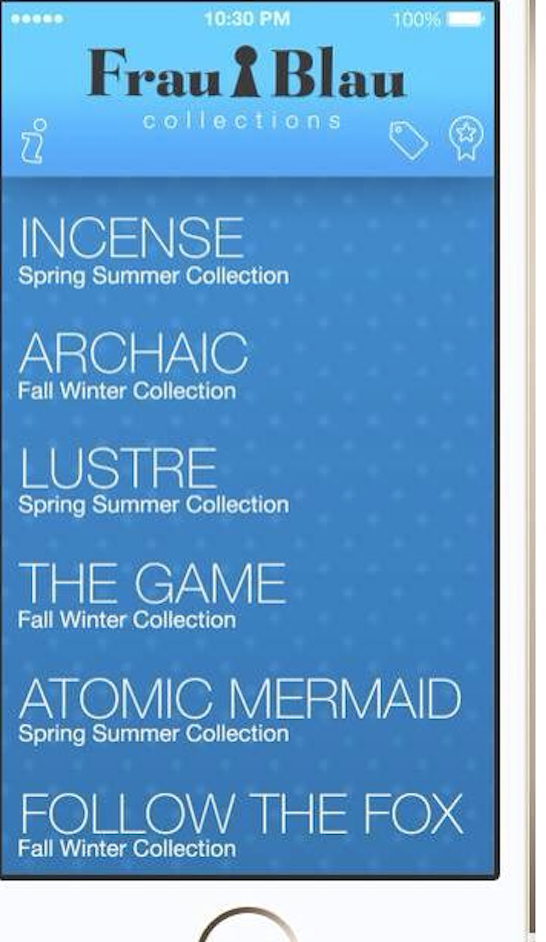 10:30 PM 100%
Frau Blau
collections
INCENSE
Spring Summer Collection
ARCHAIC
Fall Winter Collection
LUSTRE
Spring Summer Collection
THE GAME
Fall Winter Collection
ATOMIC MERMAID
Spring Summer Collection
FOLLOW THE FOX
Fall Winter Collection